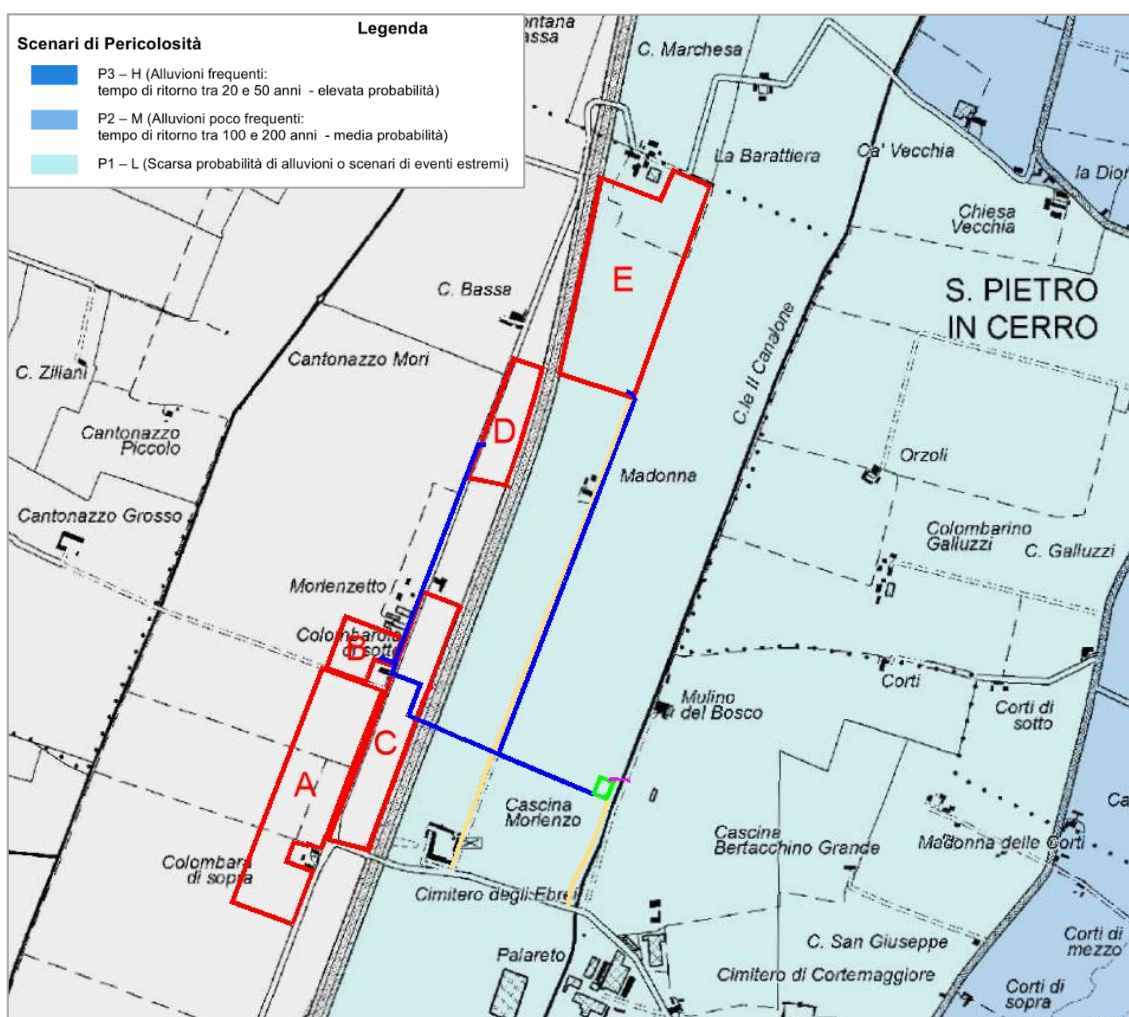 Legenda
Scenari di Pericolosità
P3 – H (Alluvioni frequenti:
tempo di ritorno tra 20 e 50 anni - elevata probabilità)
P2 – M (Alluvioni poco frequenti:
tempo di ritorno tra 100 e 200 anni - media probabilità)
P1 – L (Scarsa probabilità di alluvioni o scenari di eventi estremi)
C. Marchesa
La Barattiera
Ca' Vecchia
la Dior
Chiesa
Vecchia
S. PIETRO
IN CERRO
E
C. Bassa
C.le Il Canalone
Cantonazzo Mori
C. Ziliani
Cantonazzo
Piccolo
D
Orzoli
Madonna
Cantonazzo Grosso
Colombarino
Galluzzi
C. Galluzzi
Morienzetto
Colombarola
di sotto
B
Corti
Mulino
del Bosco
Corti di
sotto
C
A
Cascina
Morienzo
Ca
Cascina
Bertacchino Grande
Madonna delle Corti
Colombara
di sopra
Cimitero degli Ebrei
Corti di
mezzo
C. San Giuseppe
Palareto
Cimitero di Cortemaggiore
Corti di
sopra